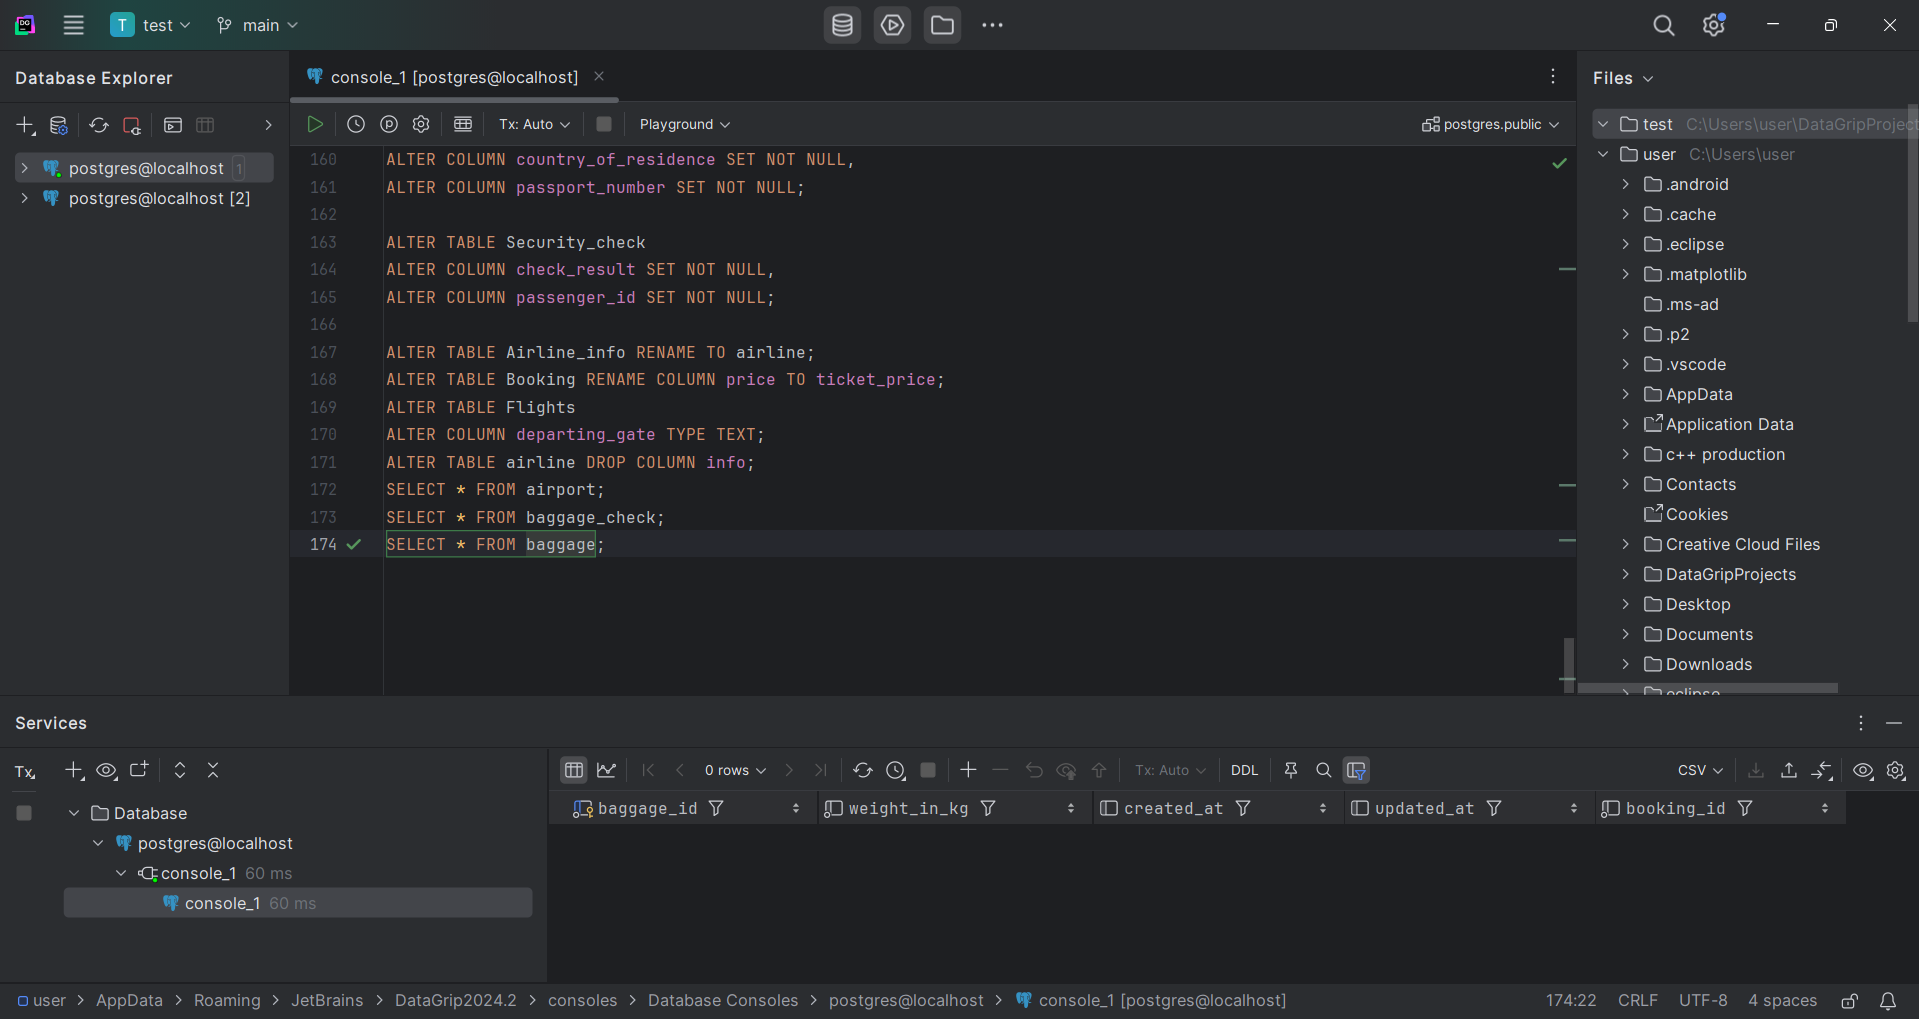 T test main
Database Explorer
console_1 [postgres@localhost]
Files
Tx: Auto
Playground
postgres.public
postgres@localhost 1
postgres@localhost [2]
160 ALTER COLUMN country_of_residence SET NOT NULL,
161 ALTER COLUMN passport_number SET NOT NULL;
162
163 ALTER TABLE Security_check
164 ALTER COLUMN check_result SET NOT NULL,
165 ALTER COLUMN passenger_id SET NOT NULL;
166
167 ALTER TABLE Airline_info RENAME TO airline;
168 ALTER TABLE Booking RENAME COLUMN price TO ticket_price;
169 ALTER TABLE Flights
170 ALTER COLUMN departing_gate TYPE TEXT;
171 ALTER TABLE airline DROP COLUMN info;
172 SELECT * FROM airport;
173 SELECT * FROM baggage_check;
174 SELECT * FROM baggage;
test C:\Users\user\DataGripProject
user C:\Users\user
.android
.cache
.eclipse
.matplotlib
.ms-ad
.p2
.vscode
AppData
Application Data
c++ production
Contacts
Cookies
Creative Cloud Files
DataGripProjects
Desktop
Documents
Downloads
eclipse
Services
Tx
0 rows
Tx: Auto
DDL
CSV
Database
postgres@localhost
console_1 60 ms
console_1 60 ms
baggage_id weight_in_kg created_at updated_at booking_id
user > AppData > Roaming > JetBrains > DataGrip2024.2 > consoles > Database Consoles > postgres@localhost > console_1 [postgres@localhost]
174:22 CRLF UTF-8 4 spaces